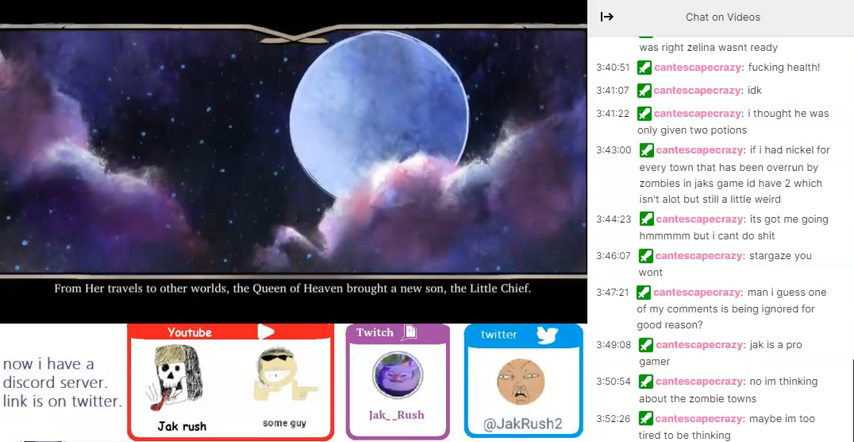 Chat on Videos
was right zelina wasnt ready
3:40:51 cantescapecrazy: fucking health!
3:41:07 cantescapecrazy: idk
3:41:22 cantescapecrazy: i thought he was
only given two potions
3:43:00 cantescapecrazy: if i had nickel for
every town that has been overrun by
zombies in jaks game id have 2 which
isn't alot but still a little weird
3:44:23 cantescapecrazy: its got me going
hmmmmm but i cant do shit
3:46:07 cantescapecrazy: stargaze you
wont
3:47:21 cantescapecrazy: man i guess one
of my comments is being ignored for
good reason?
3:49:08 cantescapecrazy: jak is a pro
gamer
3:50:54 cantescapecrazy: no im thinking
about the zombie towns
3:52:26 cantescapecrazy: maybe im too
tired to be thinking
From Her travels to other worlds, the Queen of Heaven brought a new son, the Little Chief.
now i have a
discord server.
link is on twitter.
Youtube
Jak rush
some guy
Twitch
Jak__Rush
twitter
@JakRush2